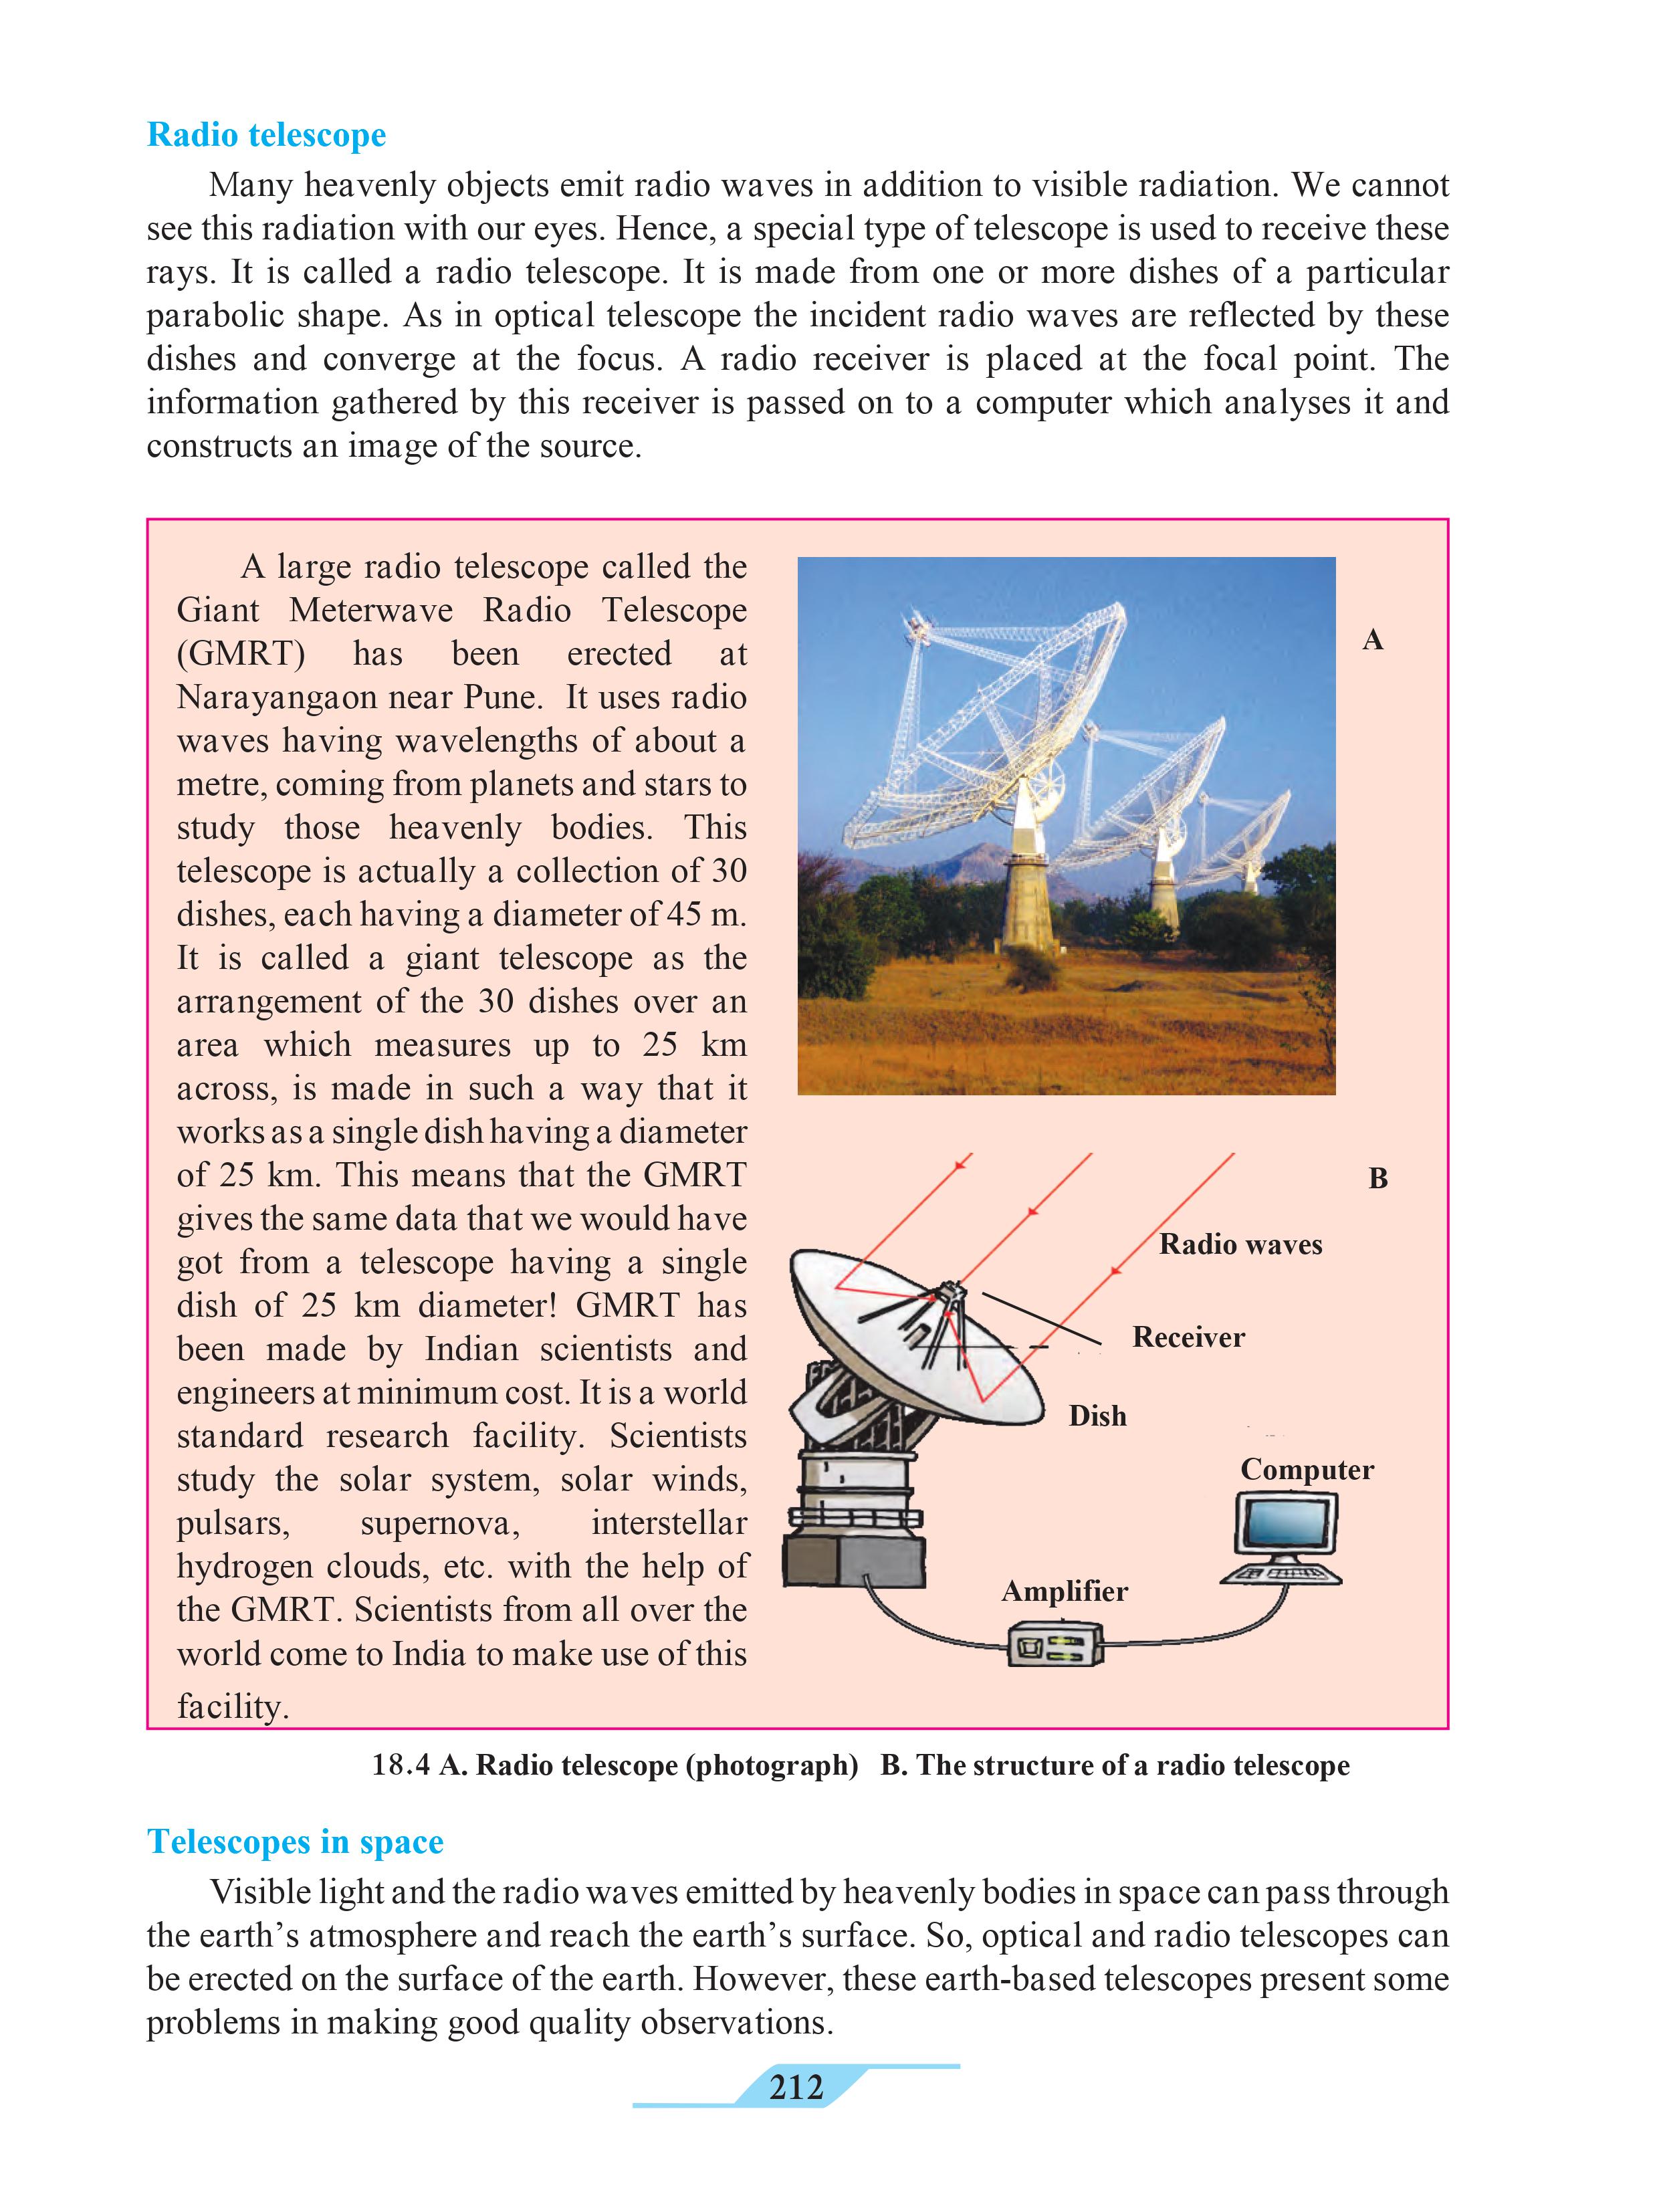 Radio telescope
Many heavenly objects emit radio waves in addition to visible radiation. We cannot
see this radiation with our eyes. Hence, a special type of telescope is used to receive these
rays. It is called a radio telescope. It is made from one or more dishes of a particular
parabolic shape. As in optical telescope the incident radio waves are reflected by these
dishes and converge at the focus. A radio receiver is placed at the focal point. The
information gathered by this receiver is passed on to a computer which analyses it and
constructs an image of the source.
A large radio telescope called the
Giant Meterwave Radio Telescope
(GMRT) has been erected at
Narayangaon near Pune. It uses radio
waves having wavelengths of about a
metre, coming from planets and stars to
study those heavenly bodies. This
telescope is actually a collection of 30
dishes, each having a diameter of 45 m.
It is called a giant telescope as the
arrangement of the 30 dishes over an
area which measures up to 25 km
across, is made in such a way that it
works as a single dish having a diameter
of 25 km. This means that the GMRT
gives the same data that we would have
got from a telescope having a single
dish of 25 km diameter! GMRT has
been made by Indian scientists and
engineers at minimum cost. It is a world
standard research facility. Scientists
study the solar system, solar winds,
pulsars, supernova, interstellar
hydrogen clouds, etc. with the help of
the GMRT. Scientists from all over the
world come to India to make use of this
facility.
A
B
Radio waves
Receiver
Dish
Computer
Amplifier
18.4 A. Radio telescope (photograph) B. The structure of a radio telescope
Telescopes in space
Visible light and the radio waves emitted by heavenly bodies in space can pass through
the earth's atmosphere and reach the earth's surface. So, optical and radio telescopes can
be erected on the surface of the earth. However, these earth-based telescopes present some
problems in making good quality observations.
212